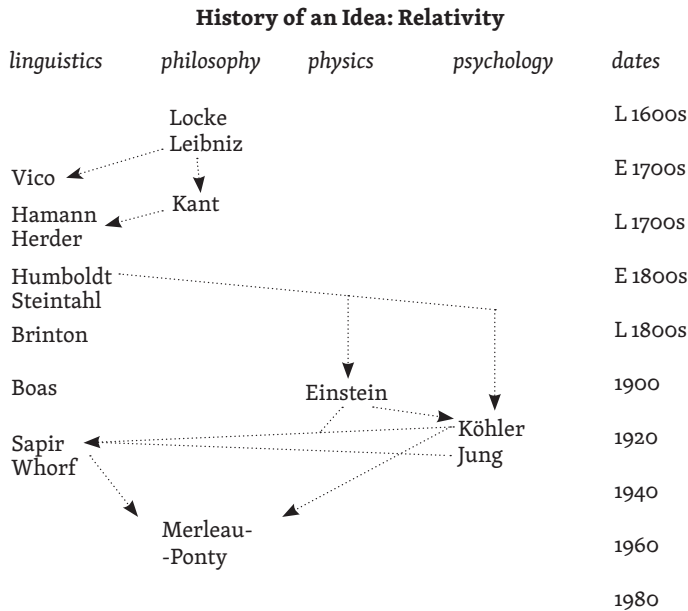 History of an Idea: Relativity
linguistics philosophy physics psychology dates
Locke L 1600s
Leibniz
Vico E 1700s
Kant
Hamann L 1700s
Herder
Humboldt E 1800s
Steintahl
Brinton L 1800s
Boas Einstein 1900
Köhler
Sapir 1920
Whorf Jung
1940
Merleau-
-Ponty 1960
1980